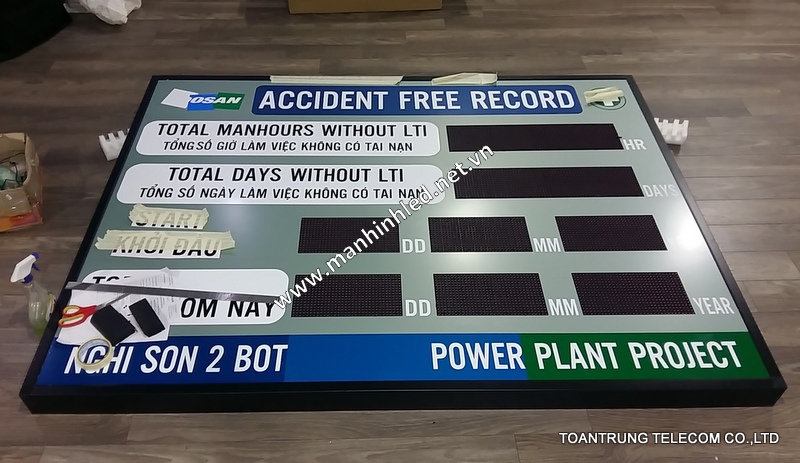 OSAN
ACCIDENT FREE RECORD
TOTAL MANHOURS WITHOUT LTI
TỔNG SỐ GIỜ LÀM VIỆC KHÔNG CÓ TAI NẠN
HR
TOTAL DAYS WITHOUT LTI
TỔNG SỐ NGÀY LÀM VIỆC KHÔNG CÓ TAI NẠN
DAYS
START
KHỞI ĐẦU
DD
MM
ÔM NAY
DD
MM
YEAR
NGHI SON 2 BOT
POWER PLANT PROJECT
www.manhinhled.net.vn
TOANTRUNG TELECOM CO.,LTD